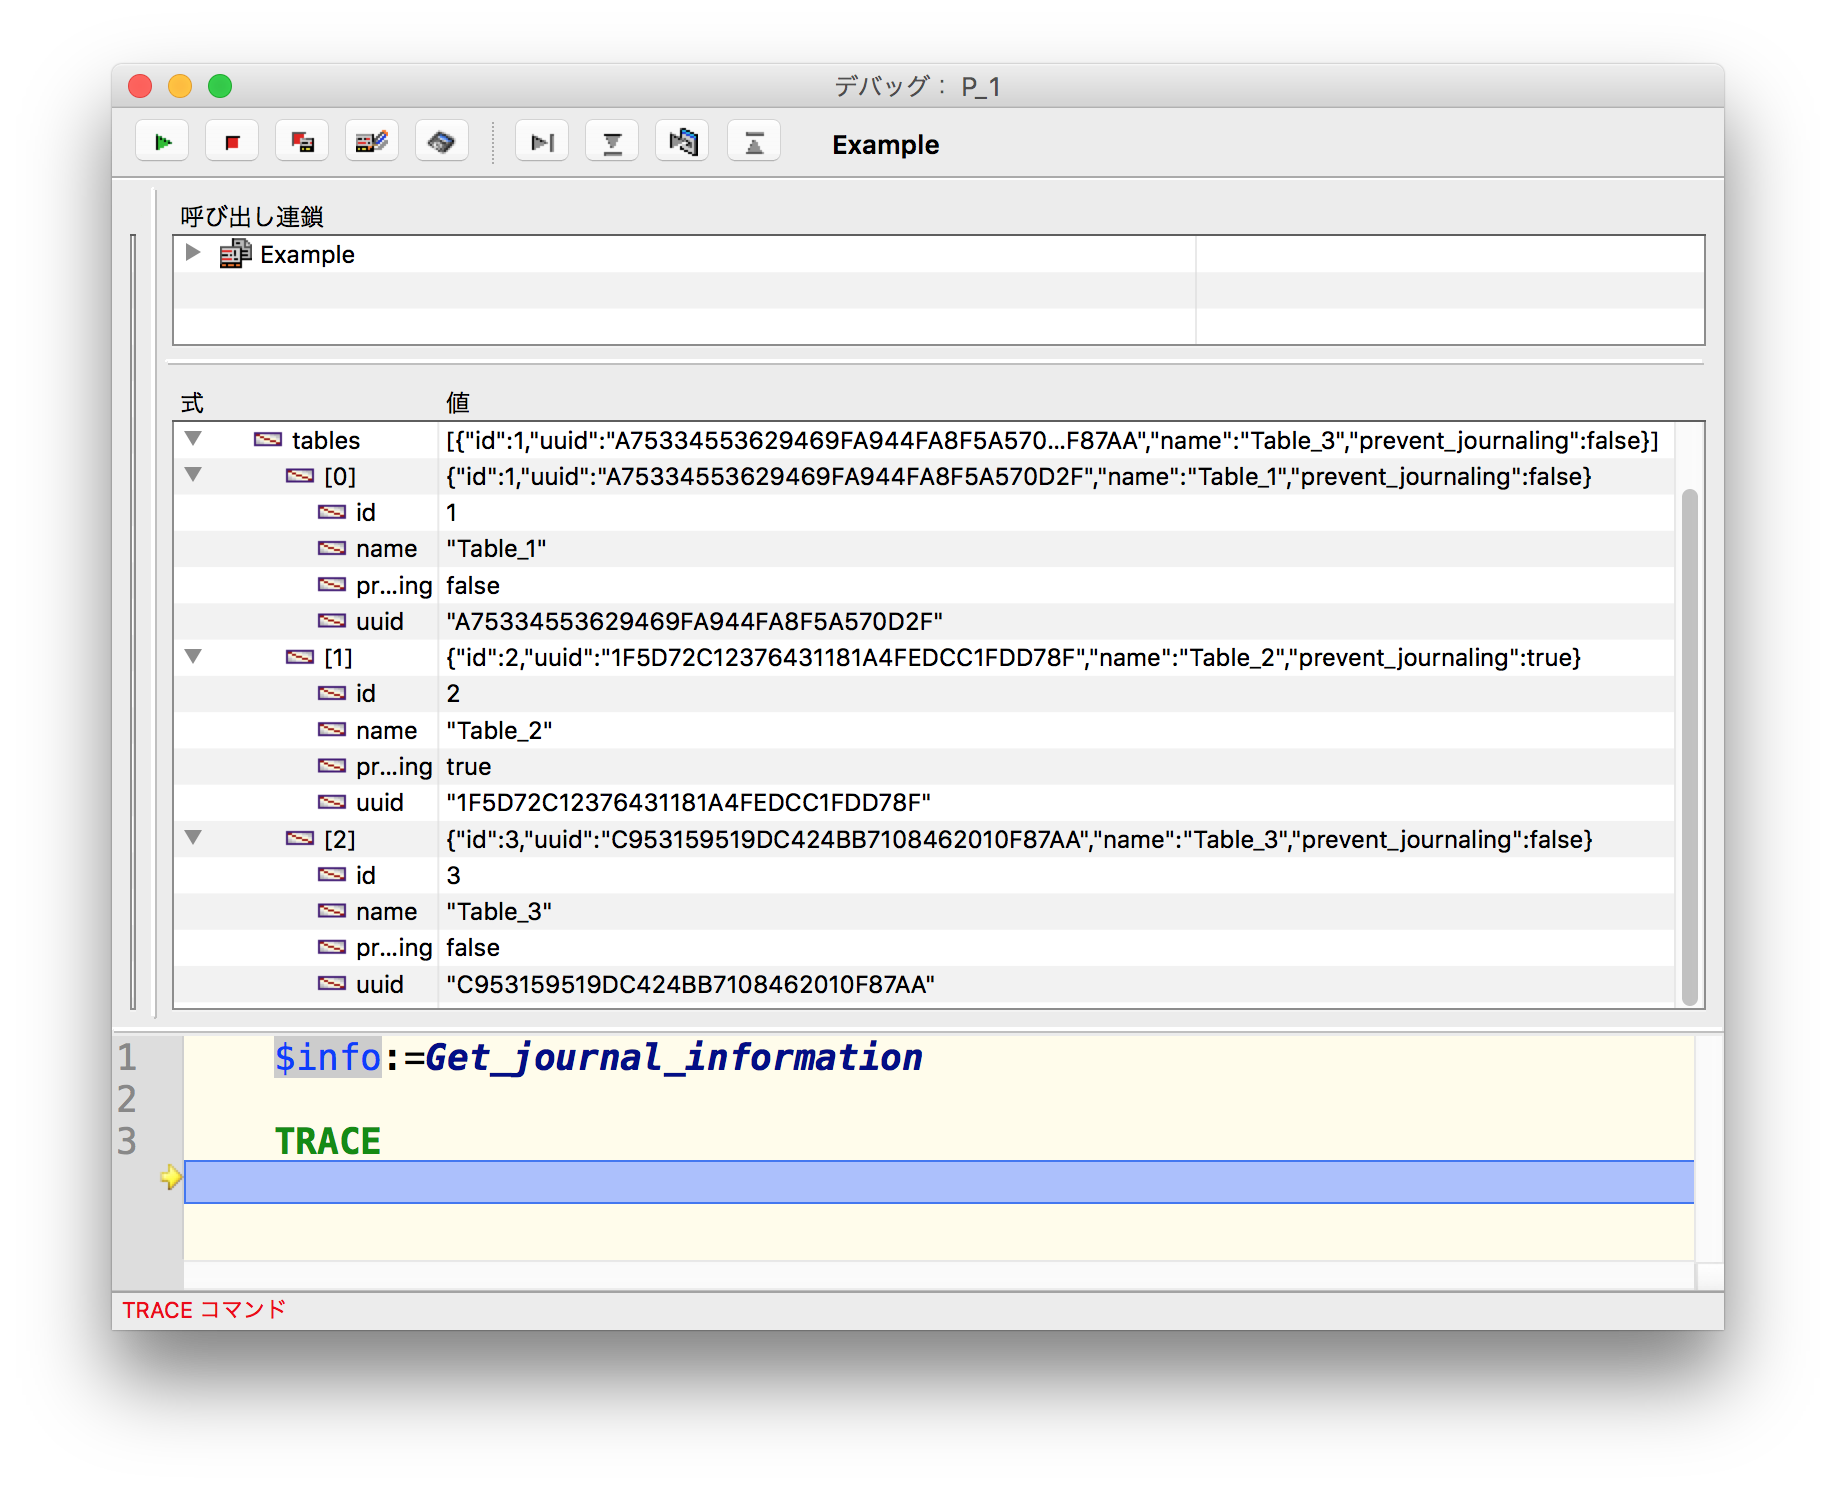 デバッグ： P_1
Example
呼び出し連鎖
Example
式 値
tables [{"id":1,"uuid":"A75334553629469FA944FA8F5A570...F87AA","name":"Table_3","prevent_journaling":false}]
[0] {"id":1,"uuid":"A75334553629469FA944FA8F5A570D2F","name":"Table_1","prevent_journaling":false}
id 1
name "Table_1"
pr...ing false
uuid "A75334553629469FA944FA8F5A570D2F"
[1] {"id":2,"uuid":"1F5D72C12376431181A4FEDCC1FDD78F","name":"Table_2","prevent_journaling":true}
id 2
name "Table_2"
pr...ing true
uuid "1F5D72C12376431181A4FEDCC1FDD78F"
[2] {"id":3,"uuid":"C953159519DC424BB7108462010F87AA","name":"Table_3","prevent_journaling":false}
id 3
name "Table_3"
pr...ing false
uuid "C953159519DC424BB7108462010F87AA"
1 $info:=Get_journal_information
2
3 TRACE
TRACE コマンド